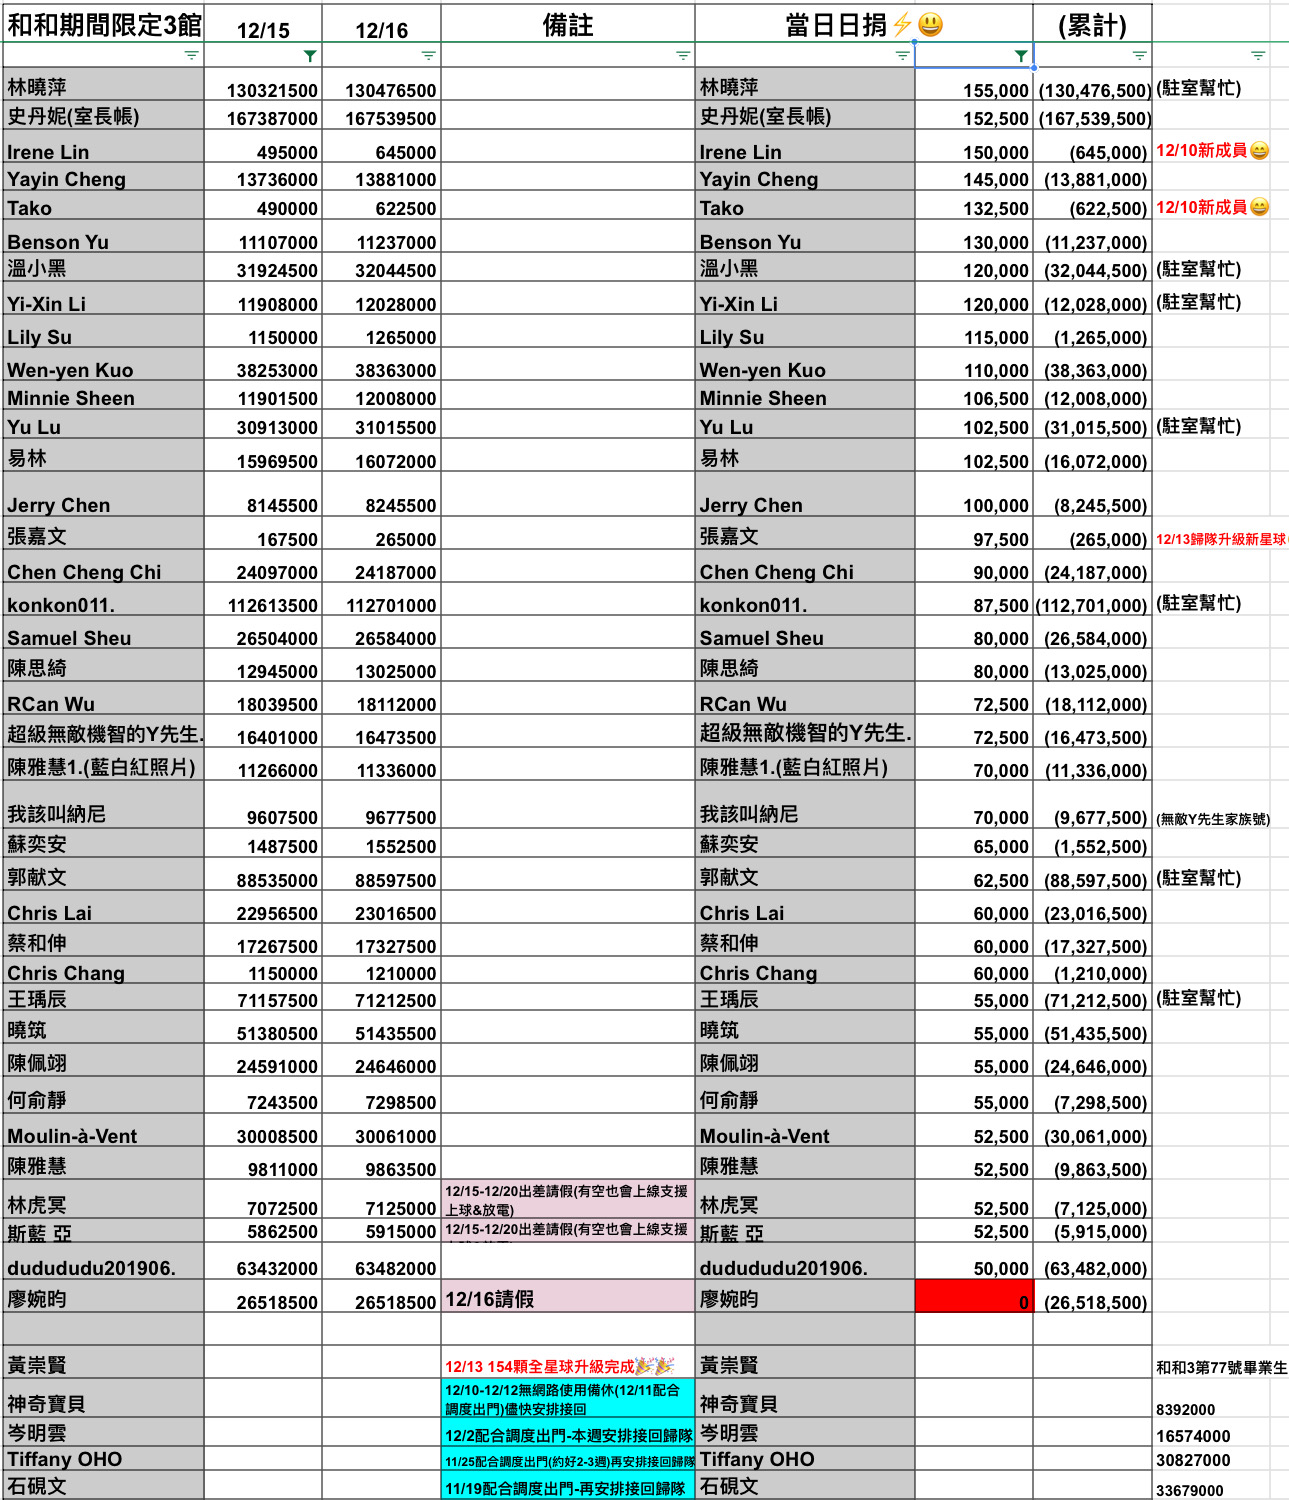 和和期間限定3館 12/15 12/16 備註 當日日捐⚡😃 (累計)
林曉萍 130321500 130476500 林曉萍 155,000 (130,476,500) (駐室幫忙)
史丹妮(室長帳) 167387000 167539500 史丹妮(室長帳) 152,500 (167,539,500)
Irene Lin 495000 645000 Irene Lin 150,000 (645,000) 12/10新成員😄
Yayin Cheng 13736000 13881000 Yayin Cheng 145,000 (13,881,000)
Tako 490000 622500 Tako 132,500 (622,500) 12/10新成員😄
Benson Yu 11107000 11237000 Benson Yu 130,000 (11,237,000)
溫小黑 31924500 32044500 溫小黑 120,000 (32,044,500) (駐室幫忙)
Yi-Xin Li 11908000 12028000 Yi-Xin Li 120,000 (12,028,000) (駐室幫忙)
Lily Su 1150000 1265000 Lily Su 115,000 (1,265,000)
Wen-yen Kuo 38253000 38363000 Wen-yen Kuo 110,000 (38,363,000)
Minnie Sheen 11901500 12008000 Minnie Sheen 106,500 (12,008,000)
Yu Lu 30913000 31015500 Yu Lu 102,500 (31,015,500) (駐室幫忙)
易林 15969500 16072000 易林 102,500 (16,072,000)
Jerry Chen 8145500 8245500 Jerry Chen 100,000 (8,245,500)
張嘉文 167500 265000 張嘉文 97,500 (265,000) 12/13歸隊升級新星球
Chen Cheng Chi 24097000 24187000 Chen Cheng Chi 90,000 (24,187,000)
konkon011. 112613500 112701000 konkon011. 87,500 (112,701,000) (駐室幫忙)
Samuel Sheu 26504000 26584000 Samuel Sheu 80,000 (26,584,000)
陳思綺 12945000 13025000 陳思綺 80,000 (13,025,000)
RCan Wu 18039500 18112000 RCan Wu 72,500 (18,112,000)
超級無敵機智的Y先生. 16401000 16473500 超級無敵機智的Y先生. 72,500 (16,473,500)
陳雅慧1.(藍白紅照片) 11266000 11336000 陳雅慧1.(藍白紅照片) 70,000 (11,336,000)
我該叫納尼 9607500 9677500 我該叫納尼 70,000 (9,677,500) (無敵Y先生家族號)
蘇奕安 1487500 1552500 蘇奕安 65,000 (1,552,500)
郭献文 88535000 88597500 郭献文 62,500 (88,597,500) (駐室幫忙)
Chris Lai 22956500 23016500 Chris Lai 60,000 (23,016,500)
蔡和伸 17267500 17327500 蔡和伸 60,000 (17,327,500)
Chris Chang 1150000 1210000 Chris Chang 60,000 (1,210,000)
王瑀辰 71157500 71212500 王瑀辰 55,000 (71,212,500) (駐室幫忙)
曉筑 51380500 51435500 曉筑 55,000 (51,435,500)
陳佩翊 24591000 24646000 陳佩翊 55,000 (24,646,000)
何俞靜 7243500 7298500 何俞靜 55,000 (7,298,500)
Moulin-à-Vent 30008500 30061000 Moulin-à-Vent 52,500 (30,061,000)
陳雅慧 9811000 9863500 陳雅慧 52,500 (9,863,500)
林虎冥 7072500 7125000 12/15-12/20出差請假(有空也會上線支援 林虎冥 52,500 (7,125,000)
上球&放電)
斯藍 亞 5862500 5915000 12/15-12/20出差請假(有空也會上線支援 斯藍 亞 52,500 (5,915,000)
dudududu201906. 63432000 63482000 dudududu201906. 50,000 (63,482,000)
廖婉昀 26518500 26518500 12/16請假 廖婉昀 0 (26,518,500)
黃崇賢 12/13 154顆全星球升級完成🎉🎉 黃崇賢 和和3第77號畢業生
神奇寶貝 12/10-12/12無網路使用備休(12/11配合 神奇寶貝 8392000
調度出門)儘快安排接回
岑明雲 12/2配合調度出門-本週安排接回歸隊 岑明雲 16574000
Tiffany OHO 11/25配合調度出門(約好2-3週)再安排接回歸隊 Tiffany OHO 30827000
石硯文 11/19配合調度出門-再安排接回歸隊 石硯文 33679000